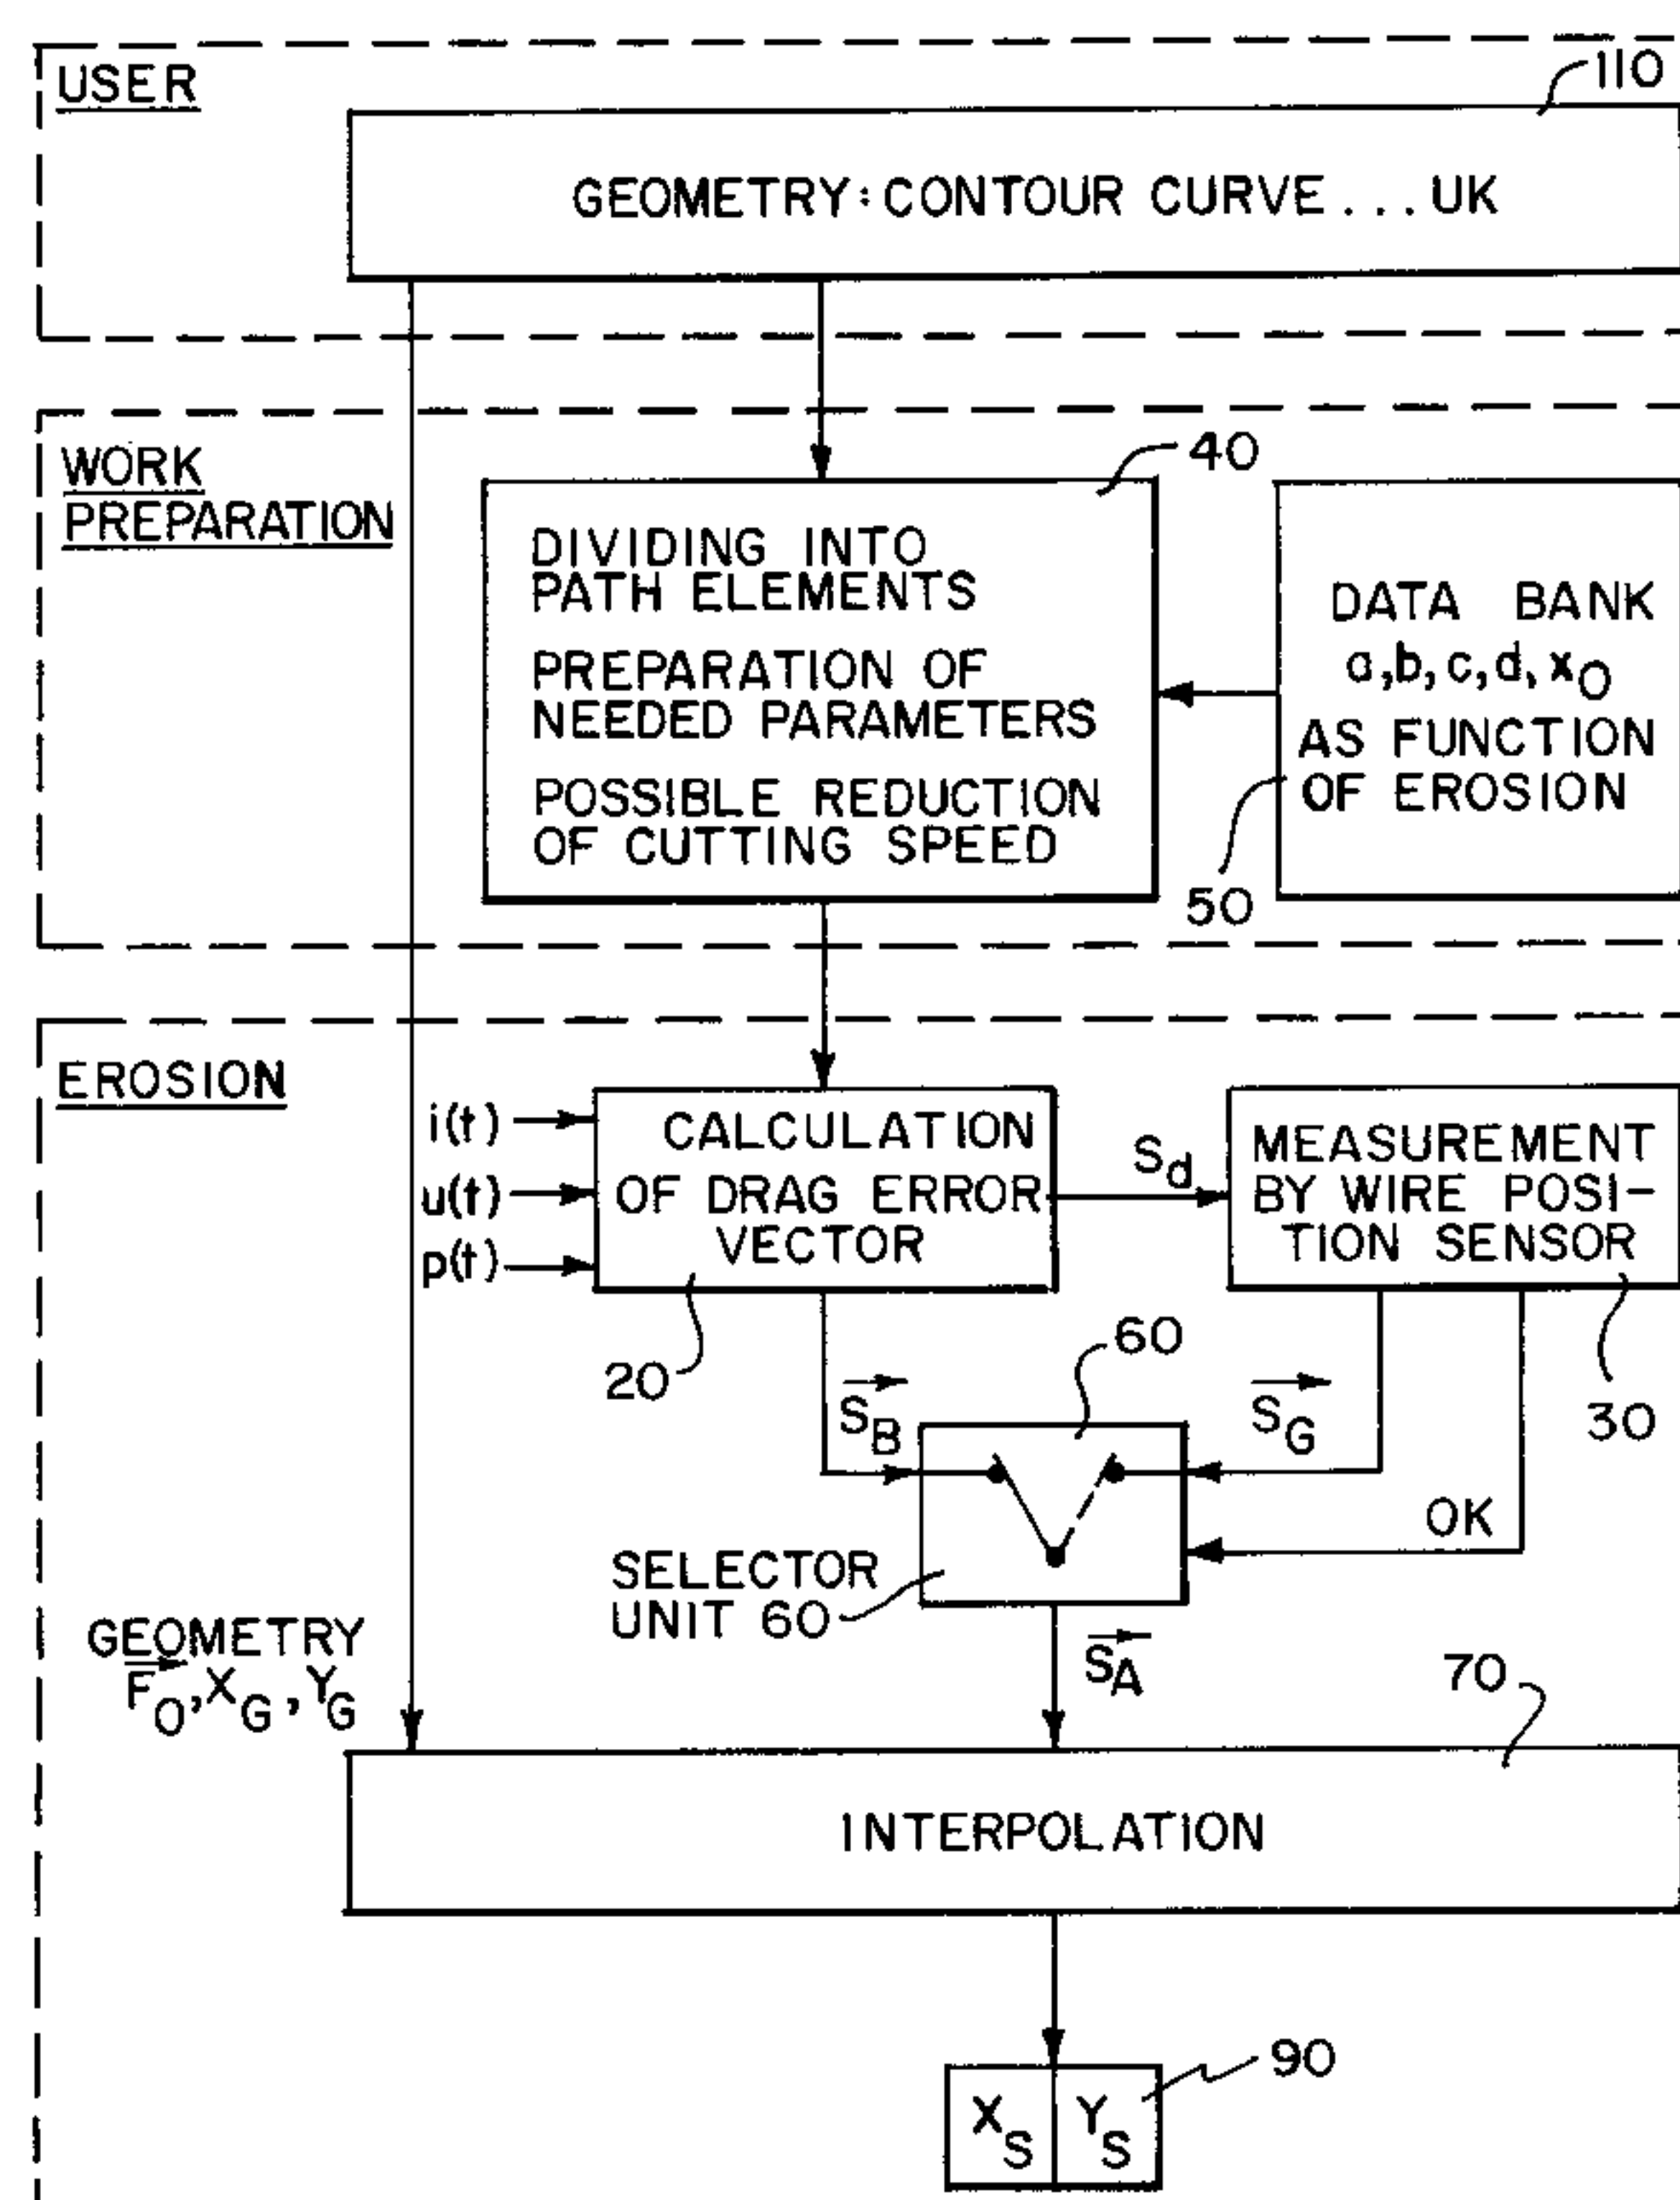 USER
110
GEOMETRY: CONTOUR CURVE... UK
WORK
PREPARATION
40
DIVIDING INTO
PATH ELEMENTS
PREPARATION OF
NEEDED PARAMETERS
POSSIBLE REDUCTION
OF CUTTING SPEED
DATA BANK
a,b,c,d,x0
AS FUNCTION
OF EROSION
50
EROSION
i(t)
u(t)
p(t)
CALCULATION
OF DRAG ERROR
VECTOR
Sd
MEASUREMENT
BY WIRE POSI-
TION SENSOR
20
60
30
SB
SG
OK
SELECTOR
UNIT 60
SA
GEOMETRY
FO,XG,YG
70
INTERPOLATION
90
XS
YS